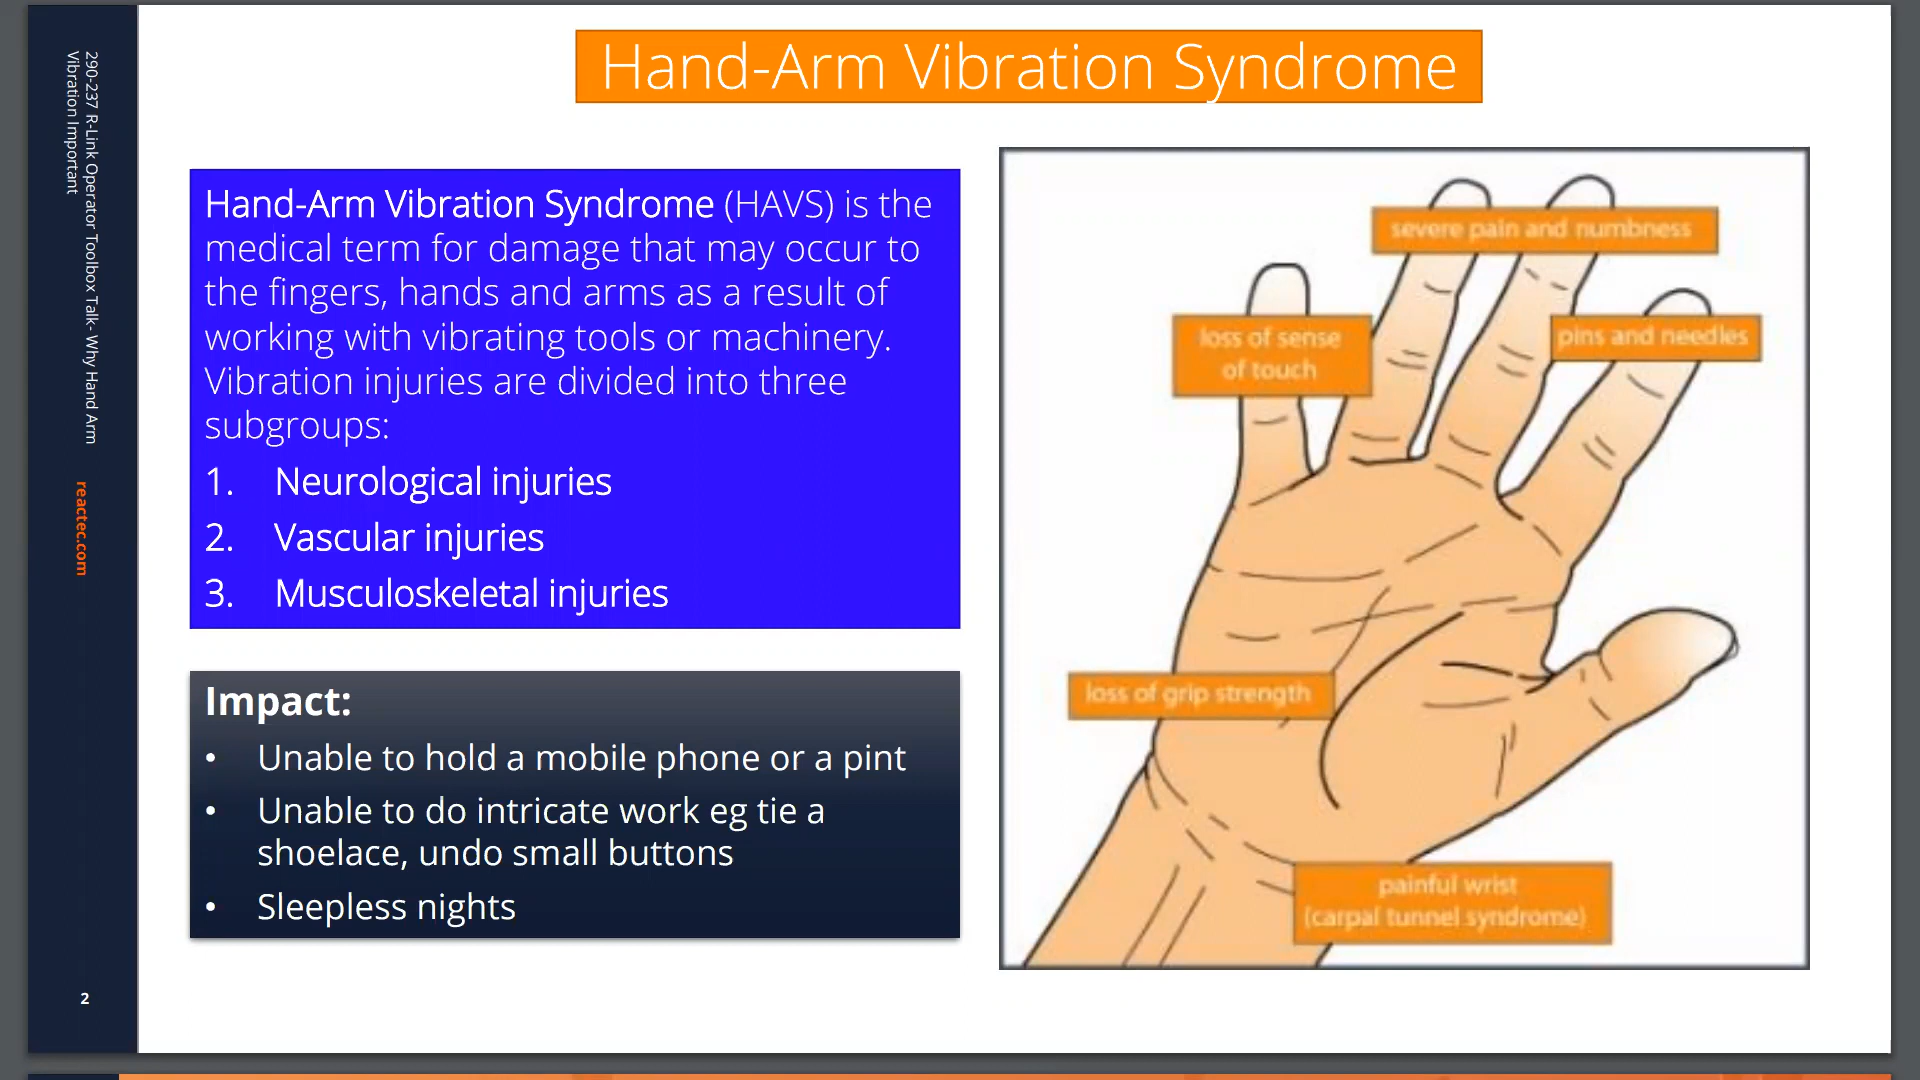 Hand-Arm Vibration Syndrome
290-237 R-Link Operator Toolbox Talk- Why Hand Arm
Vibration Important
reactec.com
2
Hand-Arm Vibration Syndrome (HAVS) is the
medical term for damage that may occur to
the fingers, hands and arms as a result of
working with vibrating tools or machinery.
Vibration injuries are divided into three
subgroups:
1. Neurological injuries
2. Vascular injuries
3. Musculoskeletal injuries
Impact:
• Unable to hold a mobile phone or a pint
• Unable to do intricate work eg tie a
shoelace, undo small buttons
• Sleepless nights
severe pain and numbness
loss of sense
of touch
pins and needles
loss of grip strength
painful wrist
(carpal tunnel syndrome)